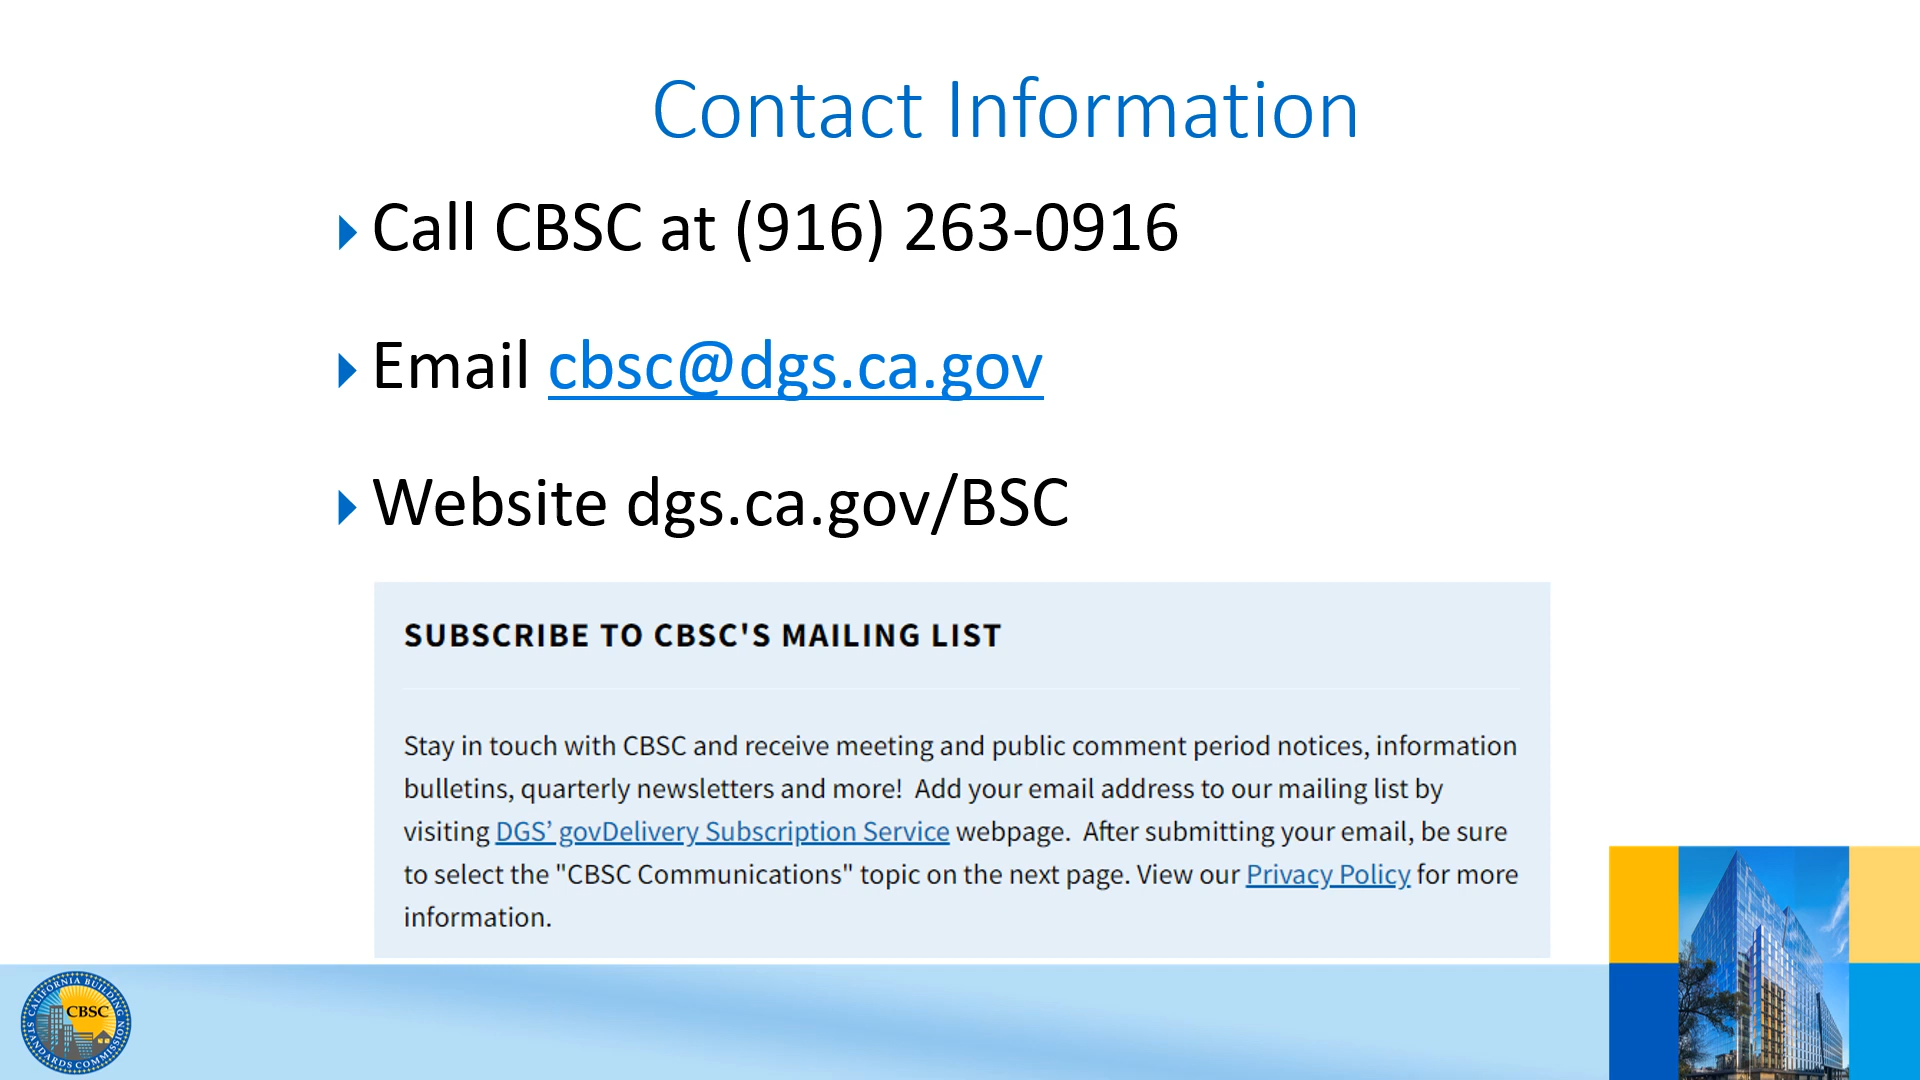 Contact Information
Call CBSC at (916) 263-0916
Email cbsc@dgs.ca.gov
Website dgs.ca.gov/BSC
SUBSCRIBE TO CBSC'S MAILING LIST
Stay in touch with CBSC and receive meeting and public comment period notices, information
bulletins, quarterly newsletters and more!  Add your email address to our mailing list by
visiting DGS’ govDelivery Subscription Service webpage.  After submitting your email, be sure
to select the "CBSC Communications" topic on the next page. View our Privacy Policy for more
information.
CALIFORNIA BUILDING
CBSC
STANDARDS COMMISSION